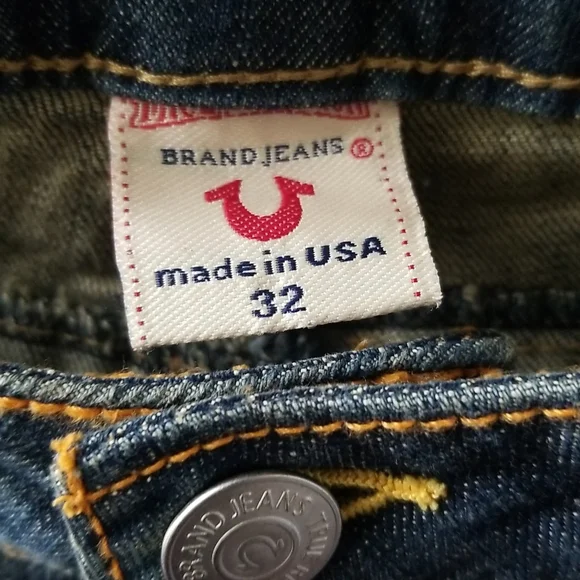 BRAND JEANS ®
made in USA
32
BRAND JEANS